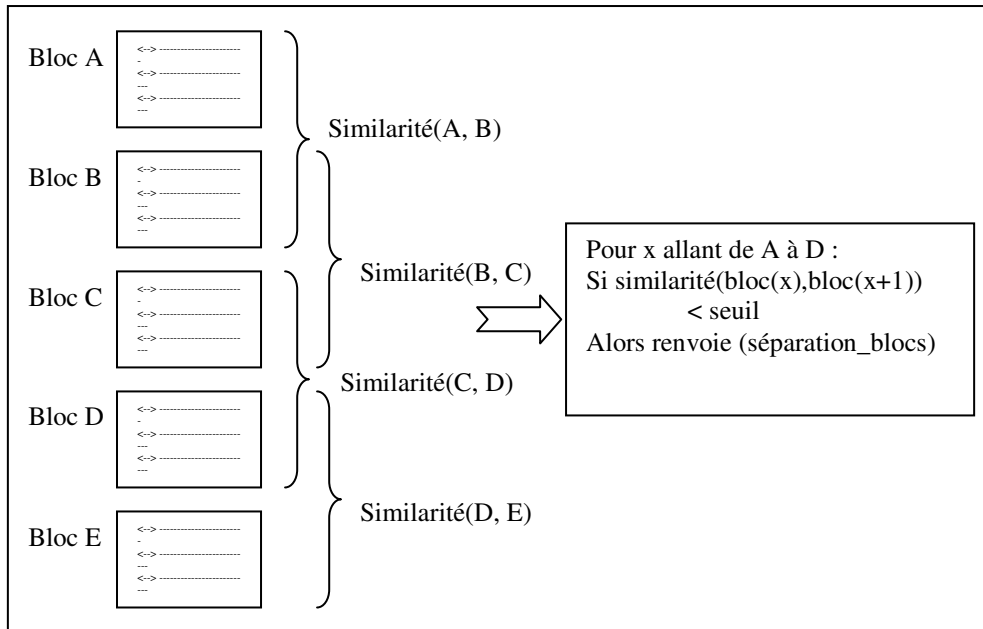 Bloc A
<--> -----------------------
-
<--> -----------------------
---
<--> -----------------------
---
Similarité(A, B)
Bloc B
<--> -----------------------
-
<--> -----------------------
---
<--> -----------------------
---
Similarité(B, C)
Bloc C
<--> -----------------------
-
<--> -----------------------
---
<--> -----------------------
---
Similarité(C, D)
Bloc D
<--> -----------------------
-
<--> -----------------------
---
<--> -----------------------
---
Similarité(D, E)
Bloc E
<--> -----------------------
-
<--> -----------------------
---
<--> -----------------------
---
Pour x allant de A à D :
Si similarité(bloc(x),bloc(x+1))
< seuil
Alors renvoie (séparation_blocs)